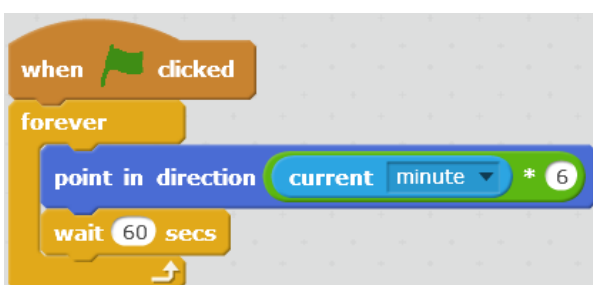 when clicked
forever
point in direction current minute * 6
wait 60 secs